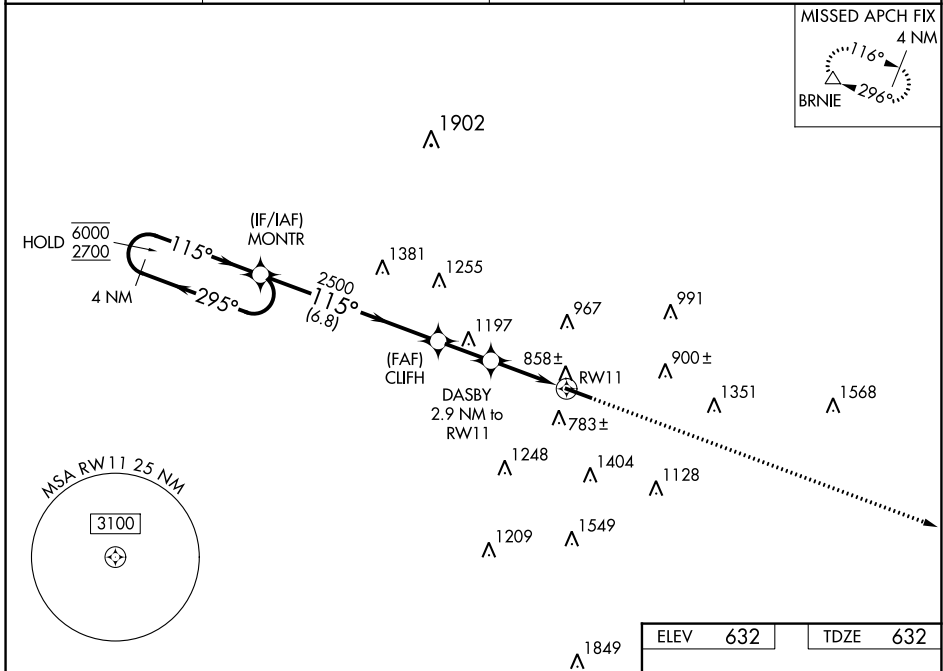 MISSED APCH FIX
4 NM
116°
296°
BRNIE
1902
HOLD 6000
2700
115°
295°
4 NM
(IF/IAF)
MONTR
2500
115°
(6.8)
1381
1255
1197
967
991
(FAF)
CLIFH
DASBY
2.9 NM to
RW11
858±
RW11
900±
783±
1351
1568
1248
1404
1128
1209
1549
1849
MSA RW11 25 NM
3100
ELEV 632
TDZE 632